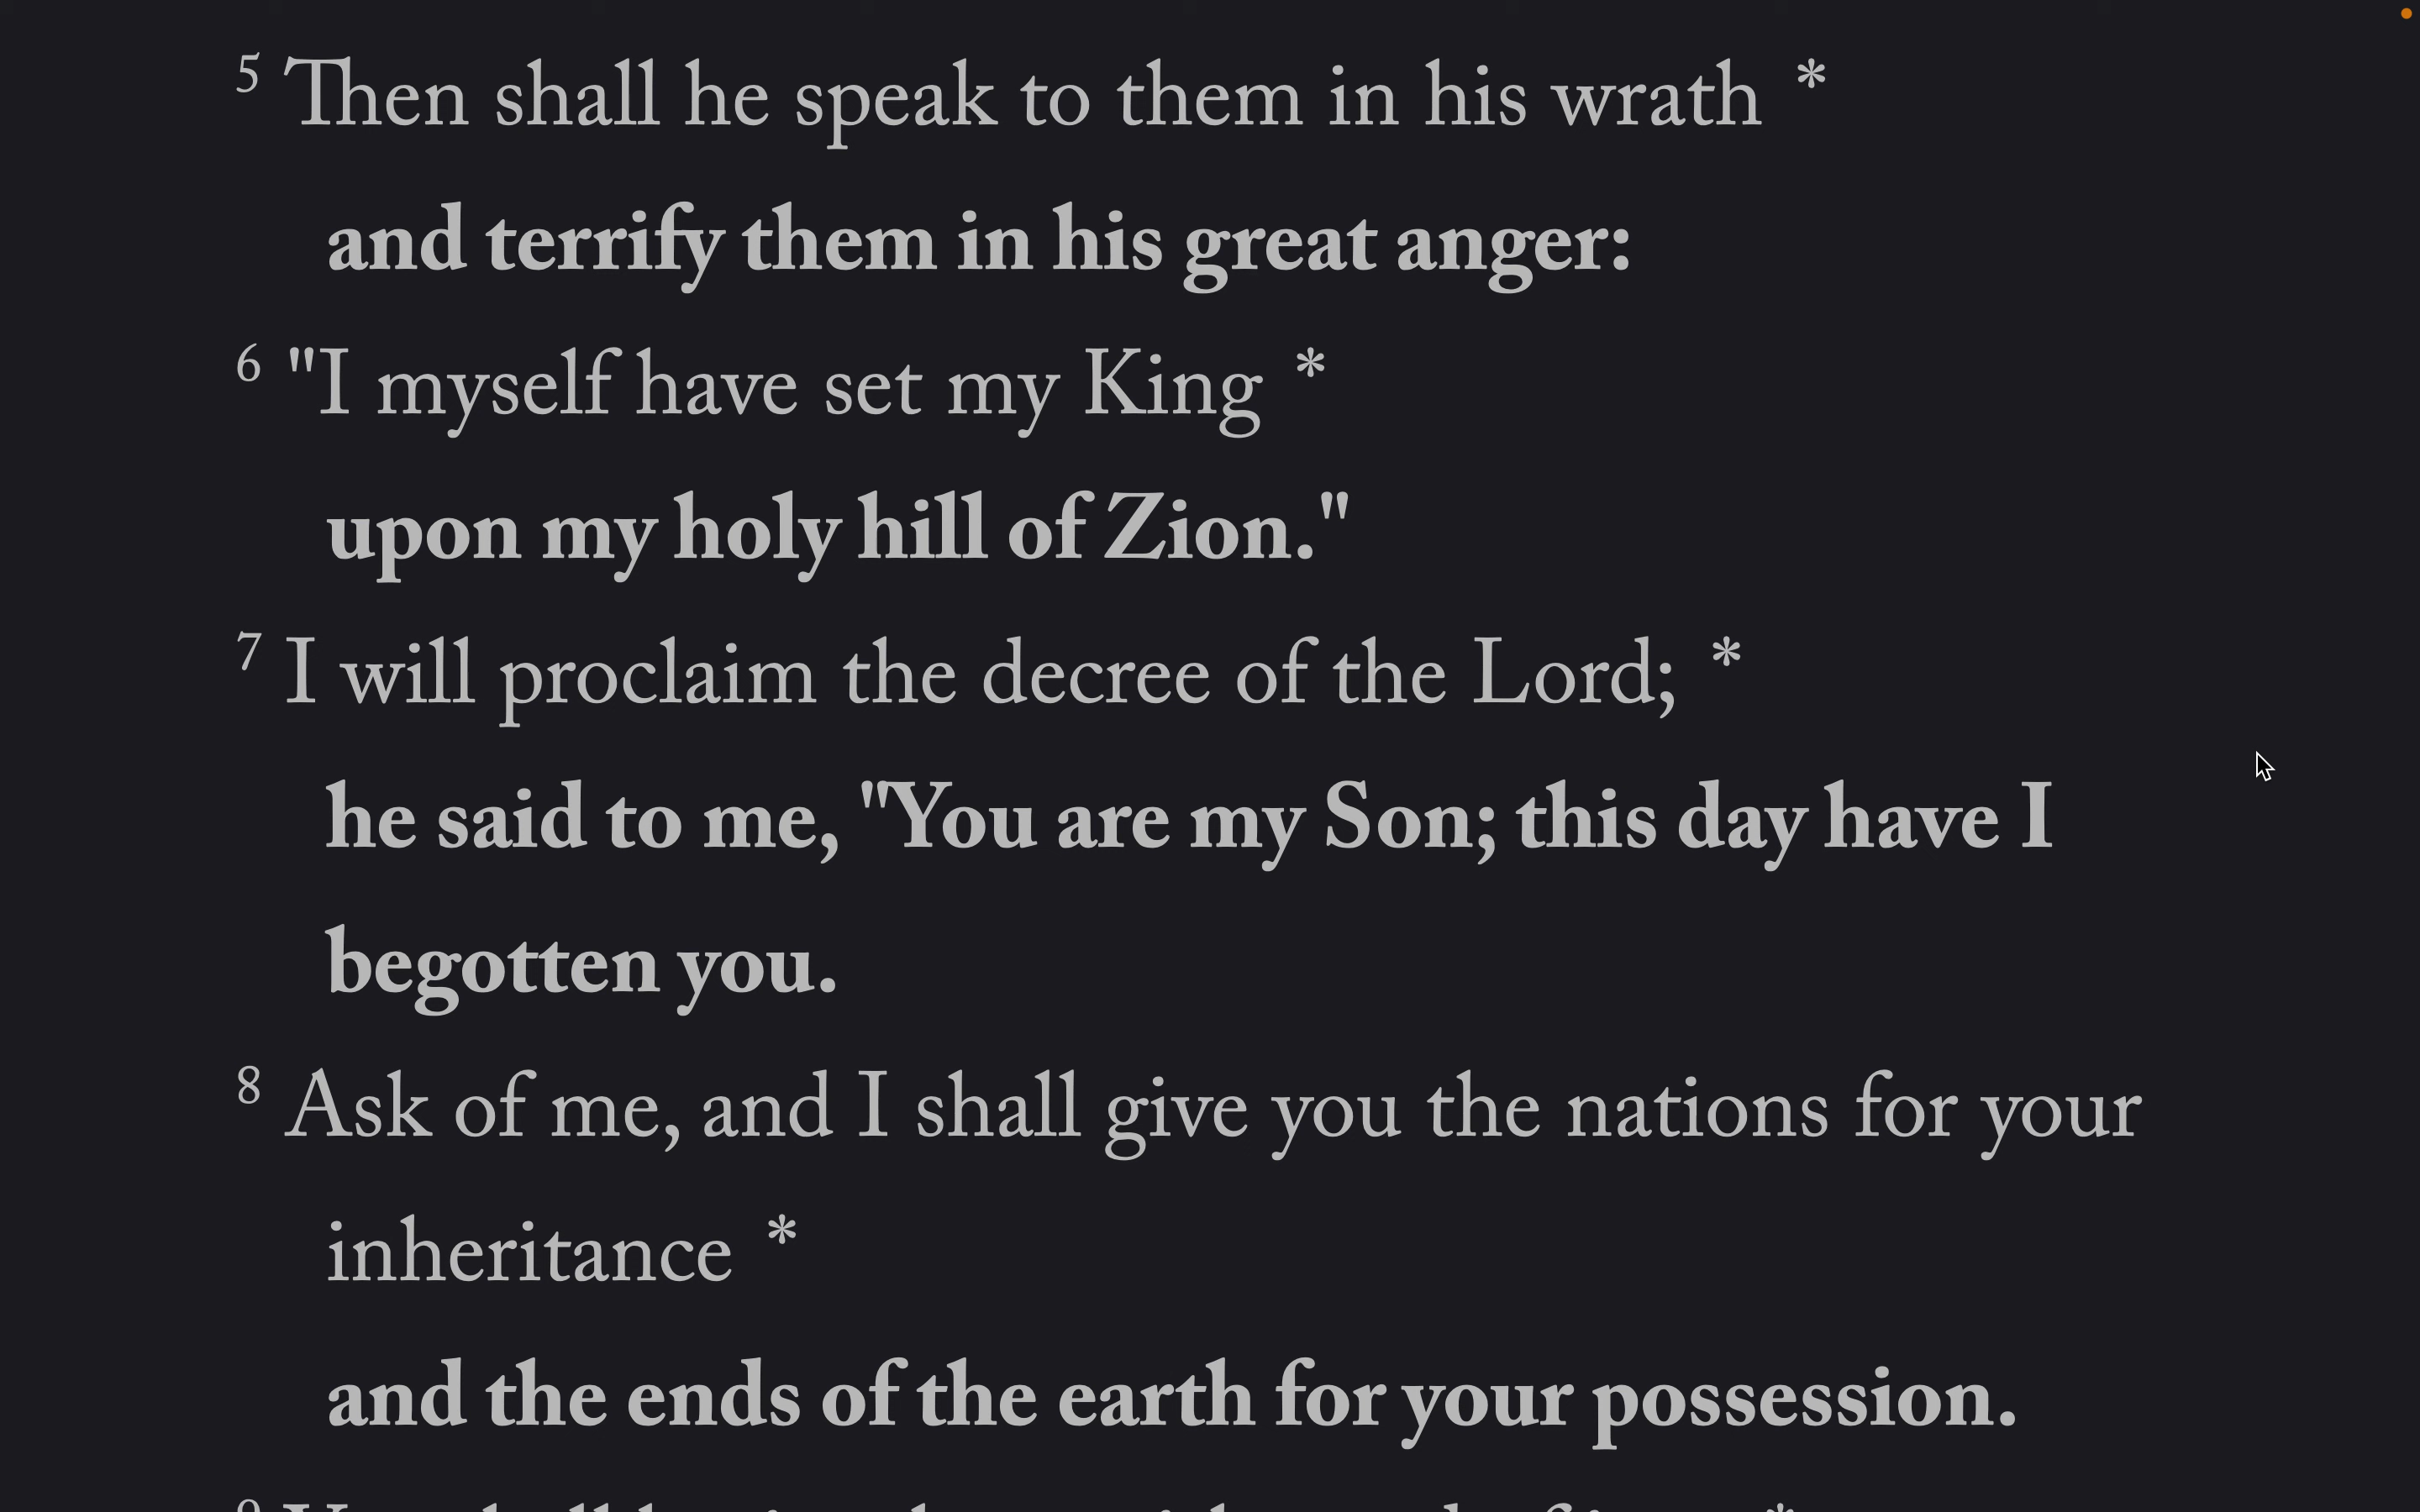 5 Then shall he speak to them in his wrath *
and terrify them in his great anger:
6 "I myself have set my King *
upon my holy hill of Zion."
7 I will proclaim the decree of the Lord; *
he said to me, "You are my Son; this day have I
begotten you.
8 Ask of me, and I shall give you the nations for your
inheritance *
and the ends of the earth for your possession.